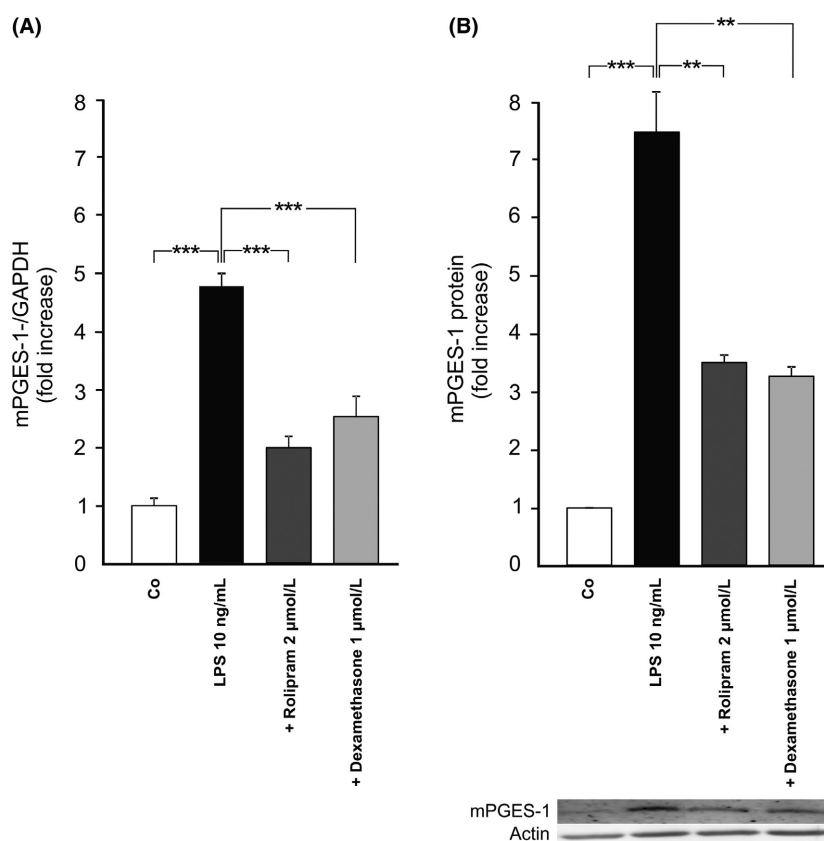 (A)
mPGES-1-/GAPDH
(fold increase)
8
7
6
5
4
3
2
1
0
***
***
***
Co
LPS 10 ng/mL
+ Rolipram 2 µmol/L
+ Dexamethasone 1 µmol/L
(B)
mPGES-1 protein
(fold increase)
8
7
6
5
4
3
2
1
0
**
***
**
Co
LPS 10 ng/mL
+ Rolipram 2 µmol/L
+ Dexamethasone 1 µmol/L
mPGES-1
Actin